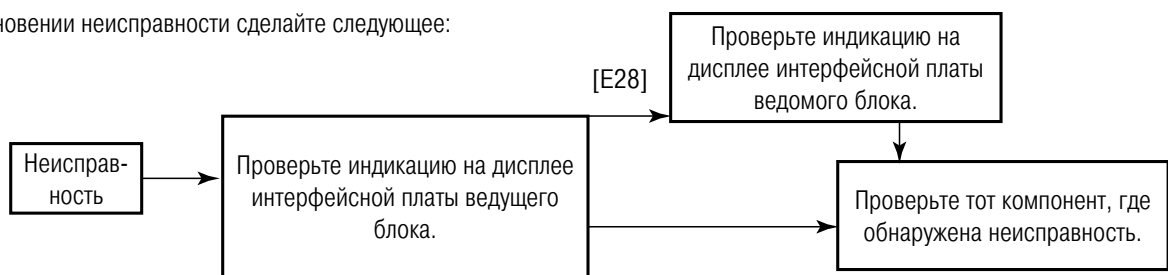 новении неисправности сделайте следующее:
Неисправ-
ность
Проверьте индикацию на дисплее
интерфейсной платы ведущего
блока.
[E28]
Проверьте индикацию на
дисплее интерфейсной платы
ведомого блока.
Проверьте тот компонент, где
обнаружена неисправность.